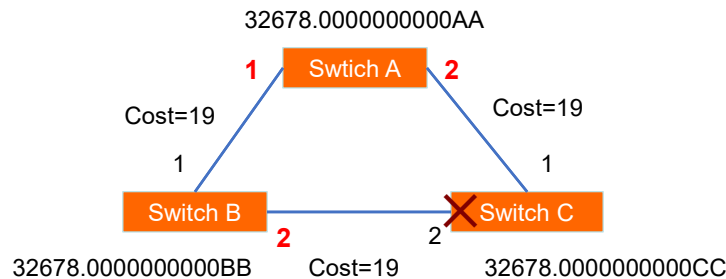 32678.0000000000AA
1 Swtich A 2
Cost=19 Cost=19
1 1
Switch B Switch C
2 2
32678.0000000000BB Cost=19 32678.0000000000CC